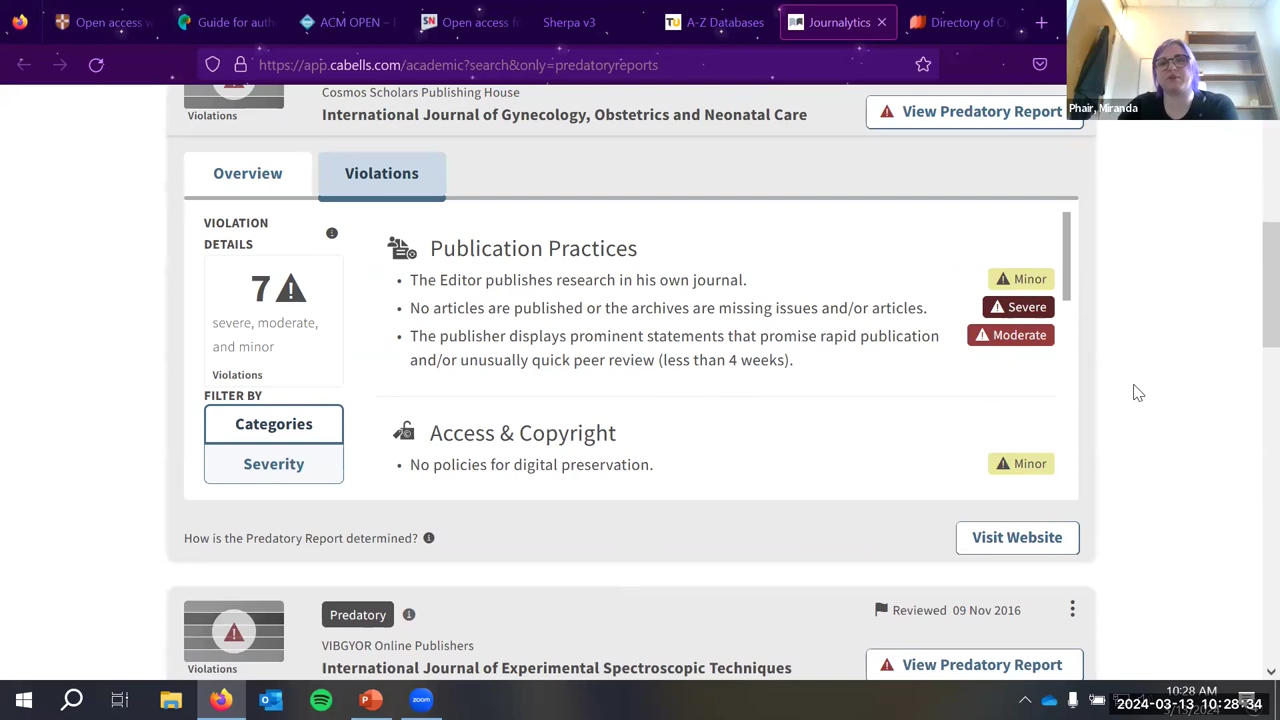 Open access
Guide for auth
ACM OPEN –
Open access f
Sherpa v3
A-Z Databases
Journalytics
Directory of O
https://app.cabells.com/academic?search&only=predatoryreports
Phair, Miranda
Cosmos Scholars Publishing House
Violations
International Journal of Gynecology, Obstetrics and Neonatal Care
View Predatory Report
Overview
Violations
VIOLATION
DETAILS
7
severe, moderate,
and minor
Violations
FILTER BY
Categories
Severity
Publication Practices
• The Editor publishes research in his own journal.
Minor
• No articles are published or the archives are missing issues and/or articles.
Severe
• The publisher displays prominent statements that promise rapid publication
and/or unusually quick peer review (less than 4 weeks).
Moderate
Access & Copyright
• No policies for digital preservation.
Minor
How is the Predatory Report determined?
Visit Website
Predatory
Reviewed 09 Nov 2016
VIBGYOR Online Publishers
Violations
International Journal of Experimental Spectroscopic Techniques
View Predatory Report
zoom
10:28 AM
2024-03-13 10:28:34